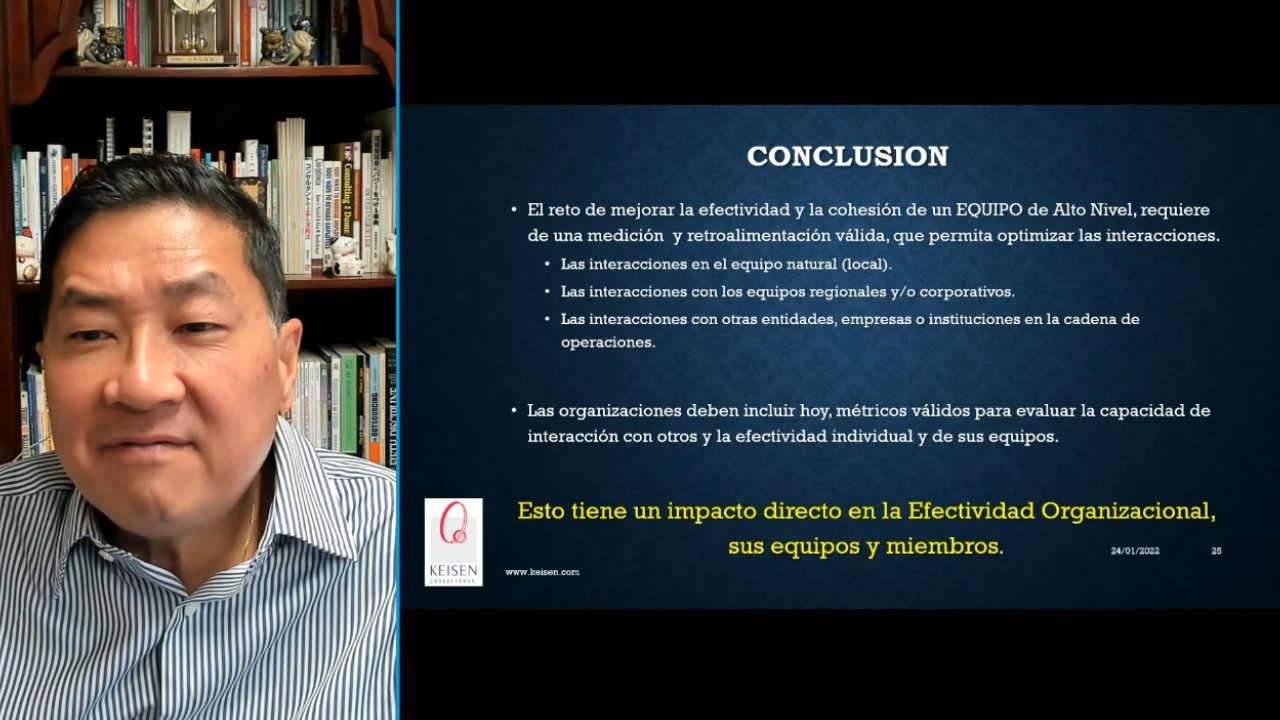 CONCLUSION
• El reto de mejorar la efectividad y la cohesión de un EQUIPO de Alto Nivel, requiere
de una medición y retroalimentación válida, que permita optimizar las interacciones.
• Las interacciones en el equipo natural (local).
• Las interacciones con los equipos regionales y/o corporativos.
• Las interacciones con otras entidades, empresas o instituciones en la cadena de
operaciones.
• Las organizaciones deben incluir hoy, métricos válidos para evaluar la capacidad de
interacción con otros y la efectividad individual y de sus equipos.
Esto tiene un impacto directo en la Efectividad Organizacional,
sus equipos y miembros.
24/01/2022
25
KEISEN
CONSULTORES
www.keisen.com